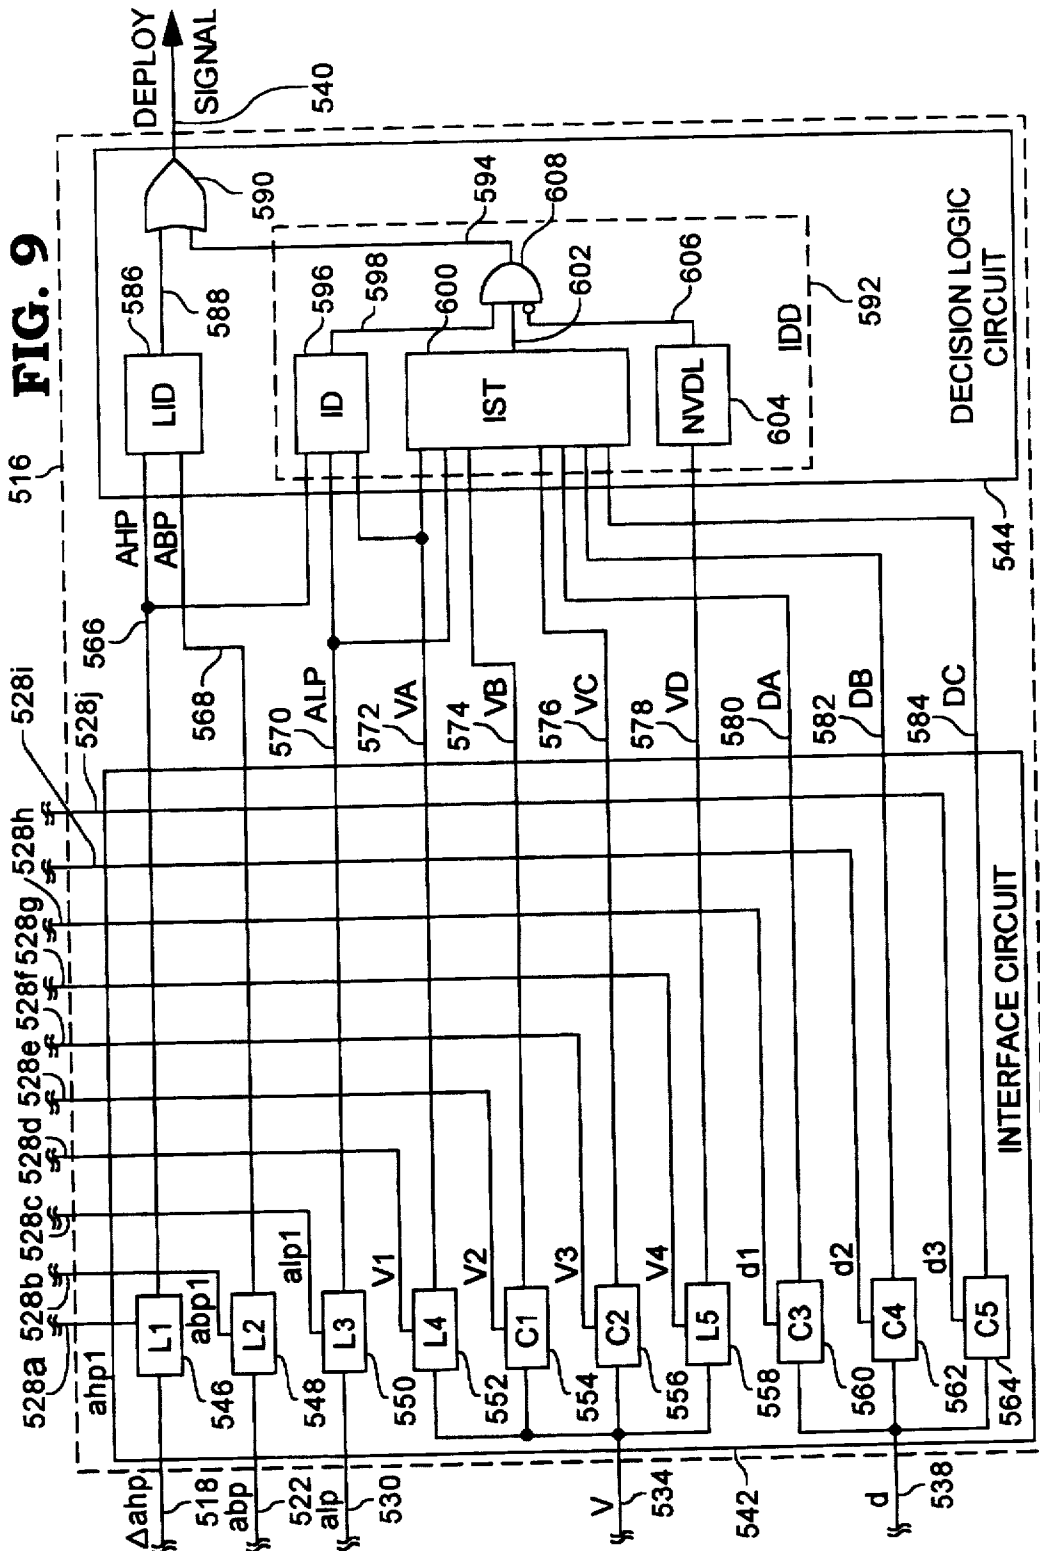 FIG. 9
516
DEPLOY
SIGNAL
540
586
588
590
LID
594
596
598
ID
600
602
608
IST
606
NVDL
604
IDD
592
DECISION LOGIC
CIRCUIT
544
AHP
ABP
566
568
570
ALP
572
VA
574
VB
576
VC
578
VD
580
DA
582
DB
584
DC
528a
528b
528c
528d
528e
528f
528g
528h
528i
528j
ahp1
L1
546
abp1
L2
548
alp1
L3
550
V1
L4
552
V2
C1
554
V3
C2
556
V4
L5
558
d1
C3
560
d2
C4
562
d3
C5
564
INTERFACE CIRCUIT
Δahp
518
abp
522
alp
530
V
534
542
d
538